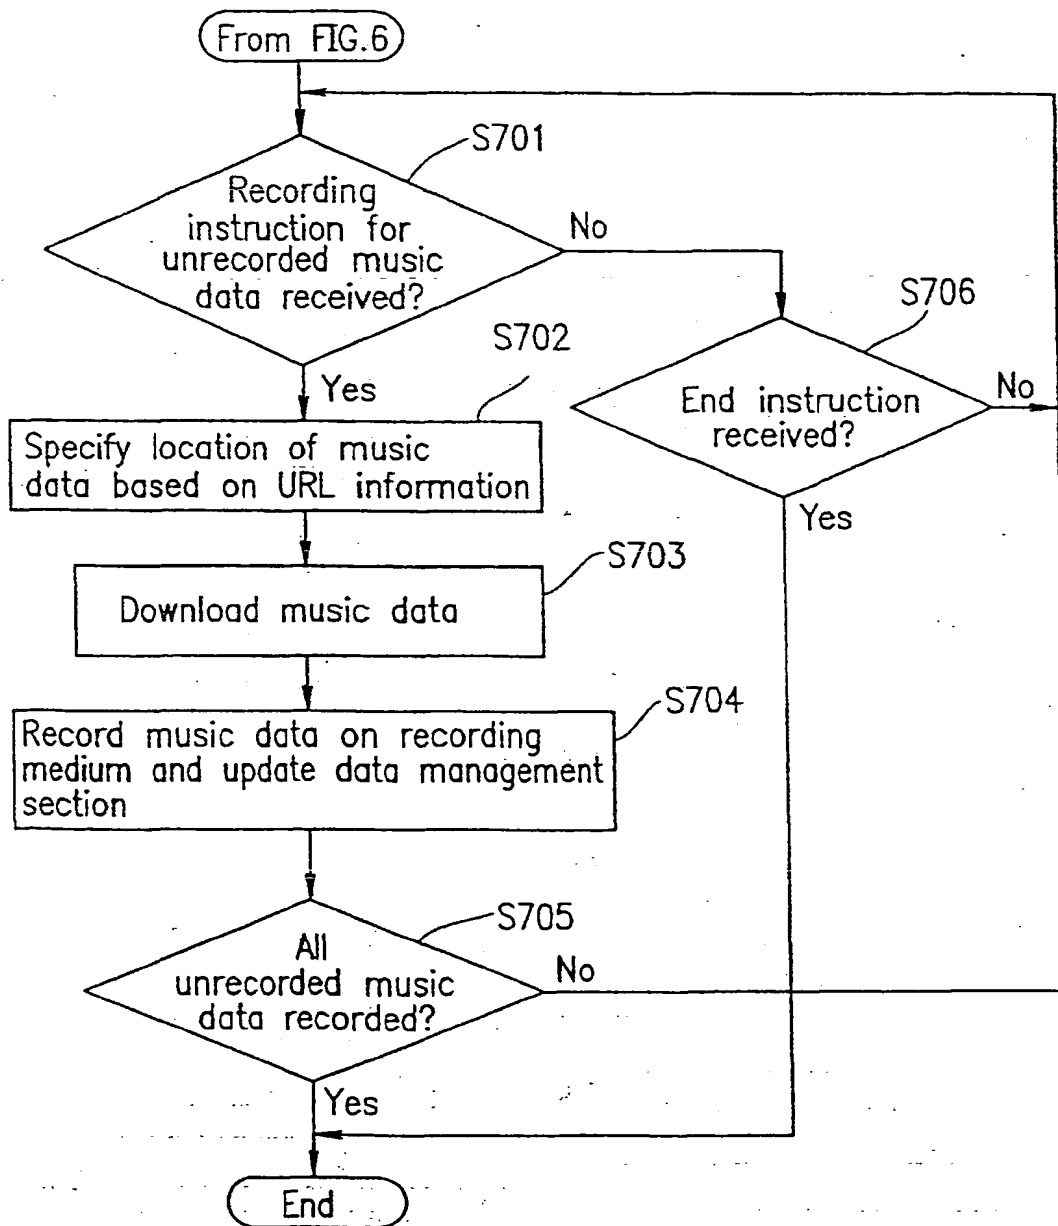 From FIG.6
S701
Recording
instruction for
unrecorded music
data received?
No
Yes
S706
End instruction
received?
No
Yes
S702
Specify location of music
data based on URL information
S703
Download music data
S704
Record music data on recording
medium and update data management
section
S705
All
unrecorded music
data recorded?
No
Yes
End